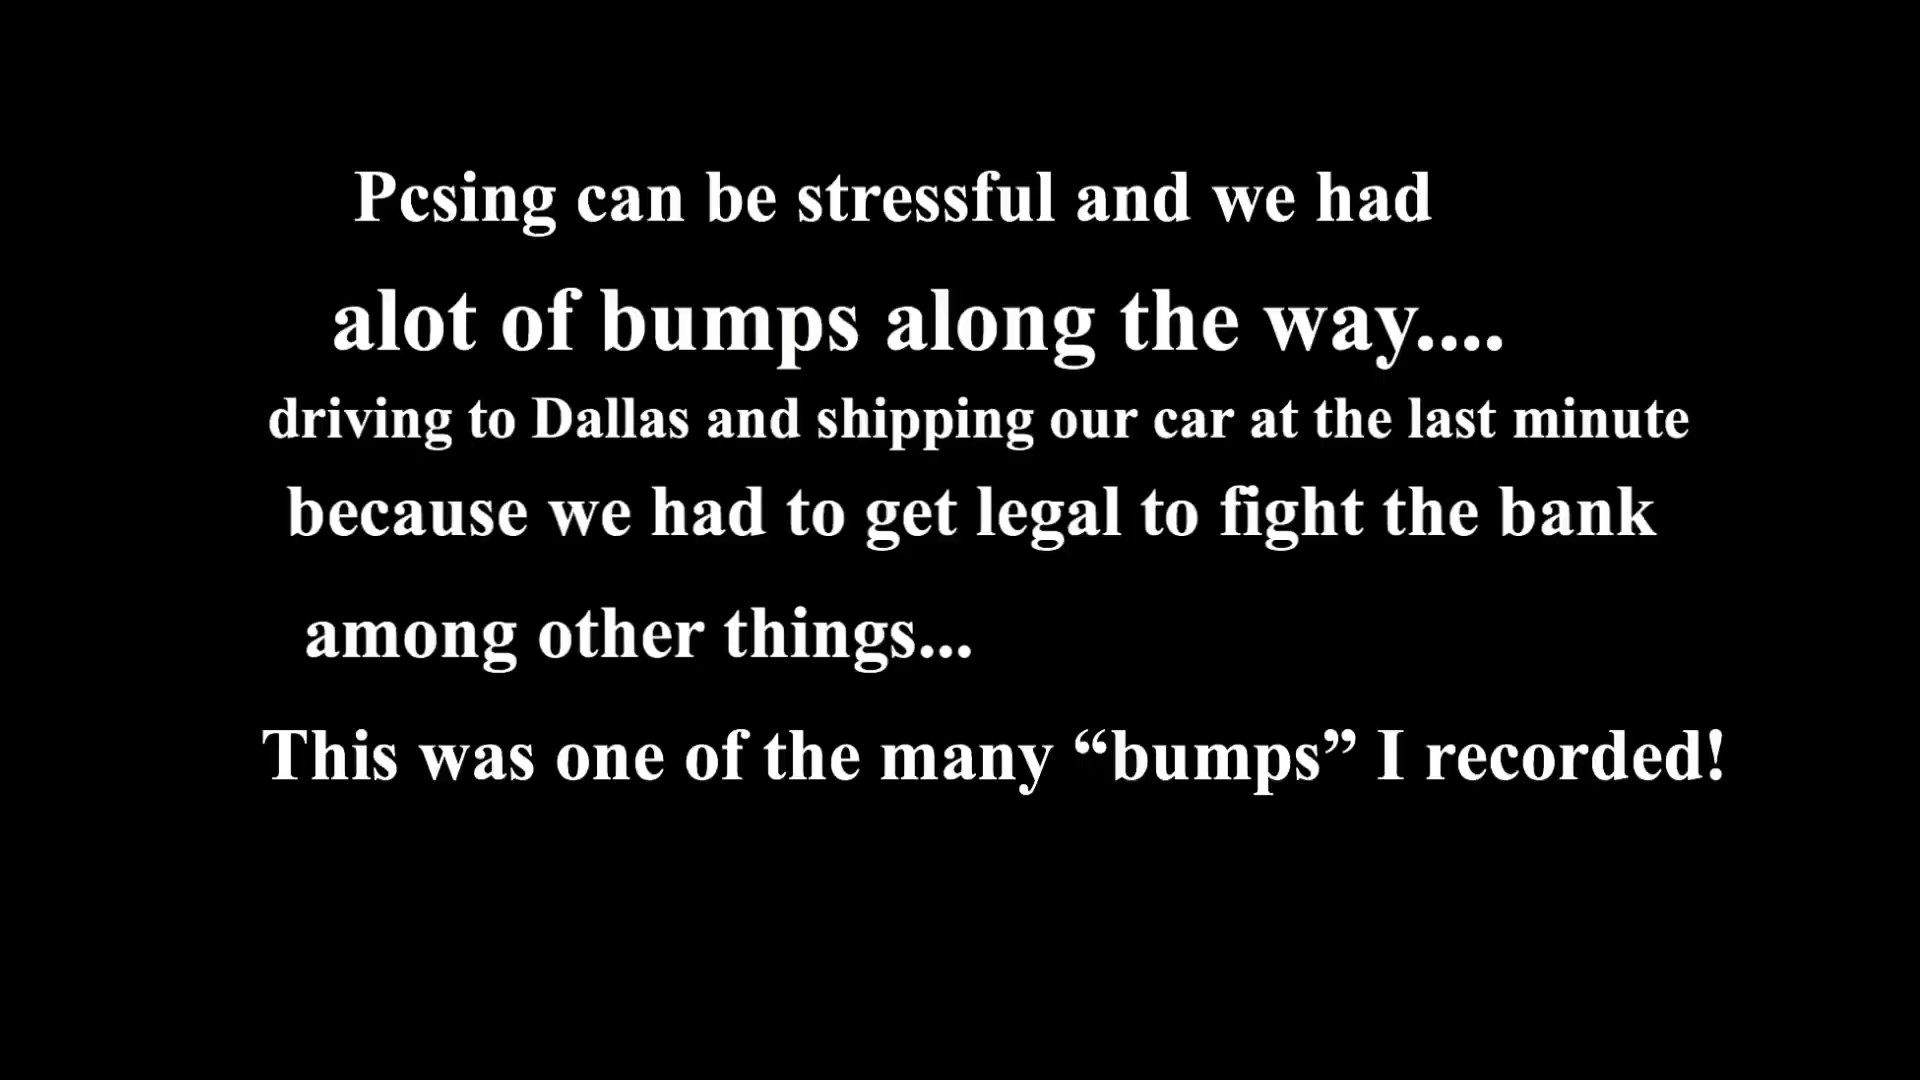 Pcsing can be stressful and we had
alot of bumps along the way....
driving to Dallas and shipping our car at the last minute
because we had to get legal to fight the bank
among other things...
This was one of the many “bumps” I recorded!